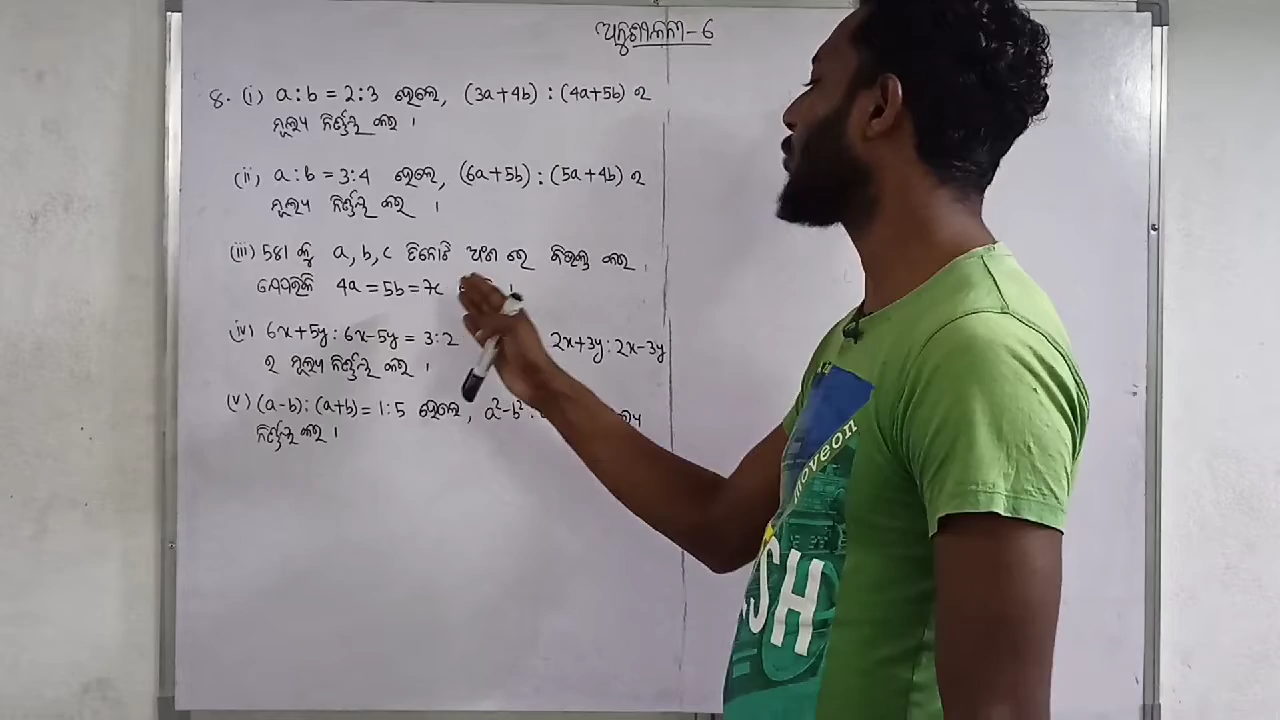 ଅନୁଶୀଳନୀ-6
8. (i) a:b = 2:3 ହେଲେ, (3a+4b) : (4a+5b) ର
ମୂଲ୍ୟ ନିର୍ଣ୍ଣୟ କର ।
(ii) a:b = 3:4 ହେଲେ, (6a+5b) : (5a+4b) ର
ମୂଲ୍ୟ ନିର୍ଣ୍ଣୟ କର ।
(iii) 581 କୁ a, b, c ତିନୋଟି ଅଂଶ ରେ ବିଭକ୍ତ କର ।
ଯେପରିକି 4a = 5b = 7c
(iv) 6x+5y : 6x-5y = 3:2 2x+3y : 2x-3y
ର ମୂଲ୍ୟ ନିର୍ଣ୍ଣୟ କର ।
(v) (a-b) : (a+b) = 1:5 ହେଲେ, a²-b² :
ନିର୍ଣ୍ଣୟ କର ।
moveon
SH